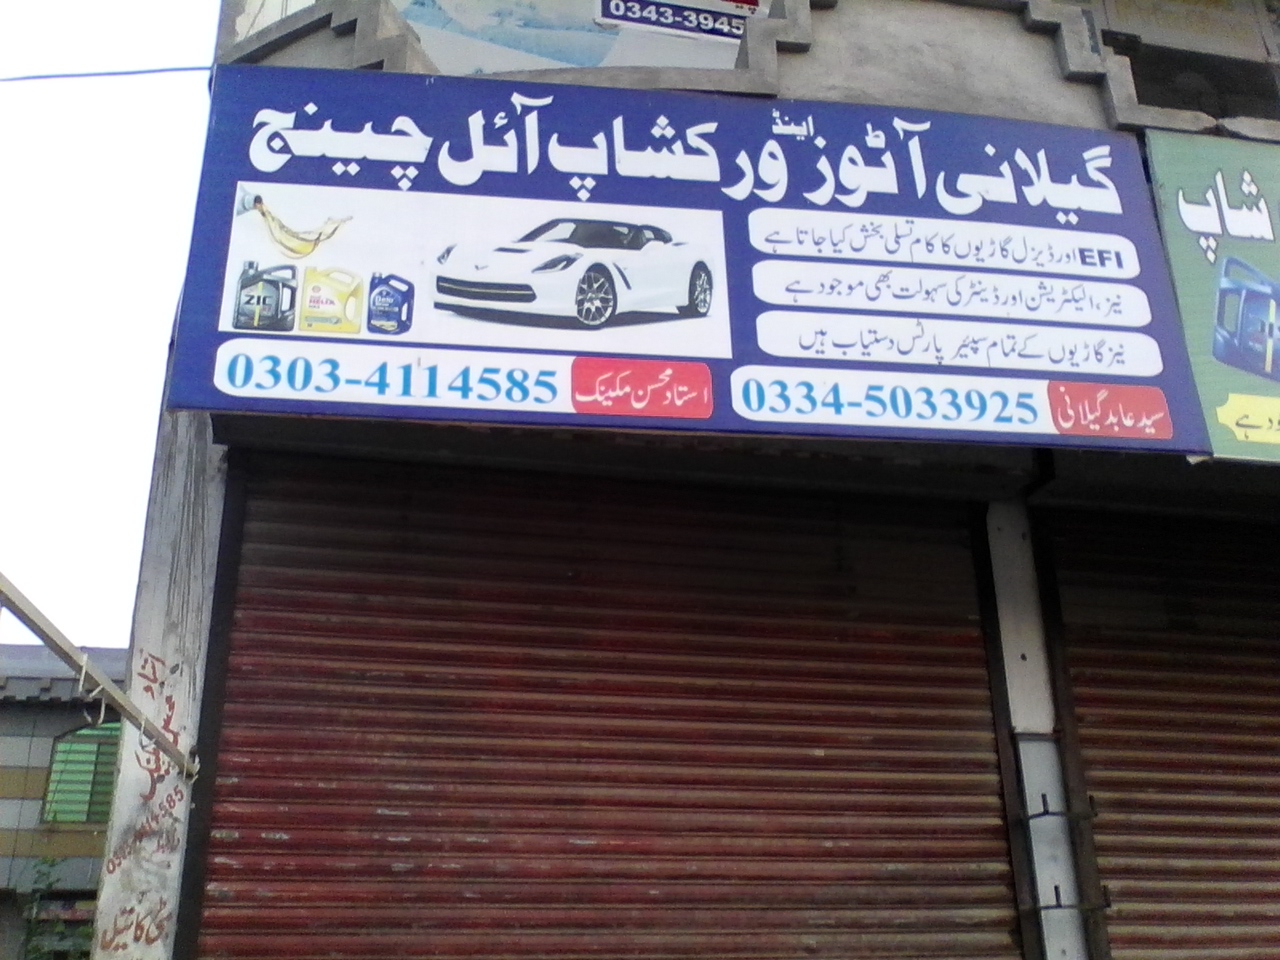 0343-3945
گیلانی آٹوز اینڈ ورکشاپ آئل چینج
EFI اور ڈیزل گاڑیوں کا کام تسلی بخش کیا جاتا ہے
نیز، الیکٹریشن اور ڈینٹر کی سہولت بھی موجود ہے
نیز گاڑیوں کے تمام سپئیر پارٹس دستیاب ہیں
سید عابد گیلانی 0334-5033925
استاد محسن مکینک 0303-4114585
ZIC
HELIX
Delo
شاپ